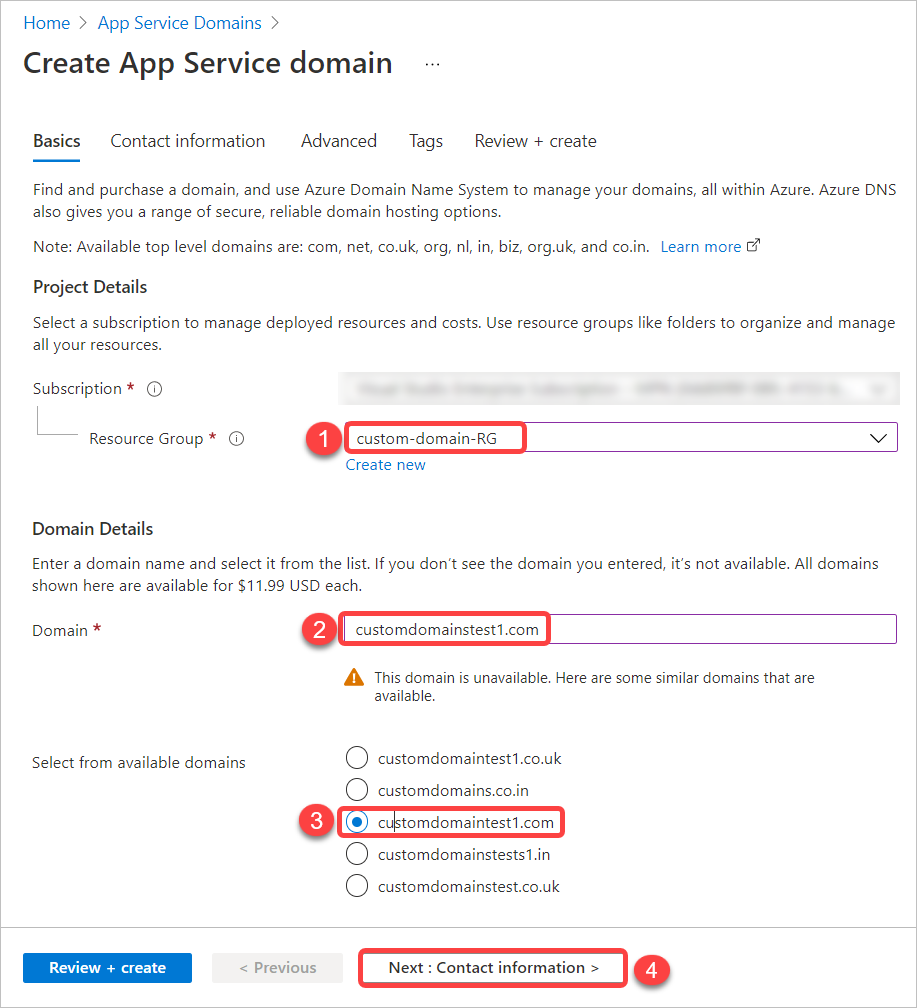 Home > App Service Domains >
Create App Service domain ...
Basics Contact information Advanced Tags Review + create
Find and purchase a domain, and use Azure Domain Name System to manage your domains, all within Azure. Azure DNS
also gives you a range of secure, reliable domain hosting options.
Note: Available top level domains are: com, net, co.uk, org, nl, in, biz, org.uk, and co.in. Learn more
Project Details
Select a subscription to manage deployed resources and costs. Use resource groups like folders to organize and manage
all your resources.
Subscription *
Resource Group * 1 custom-domain-RG
Create new
Domain Details
Enter a domain name and select it from the list. If you don't see the domain you entered, it's not available. All domains
shown here are available for $11.99 USD each.
Domain * 2 customdomainstest1.com
This domain is unavailable. Here are some similar domains that are
available.
Select from available domains customdomaintest1.co.uk
customdomains.co.in
3 customdomaintest1.com
customdomainstests1.in
customdomainstest.co.uk
Review + create < Previous Next : Contact information > 4